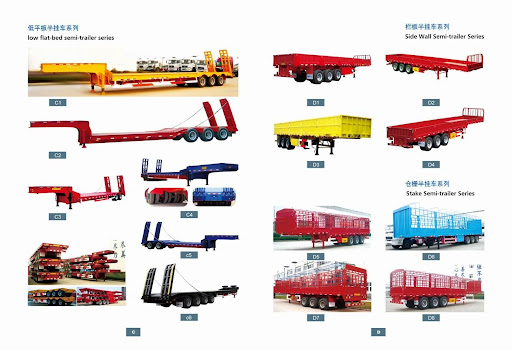 低平板半挂车系列
low flat-bed semi-trailer series
C1
C2
C3
C4
c5
c6
6
栏板半挂车系列
Side Wall Semi-trailer Series
D1
D2
D3
D4
仓栅半挂车系列
Stake Semi-trailer Series
D5
D6
D7
D8